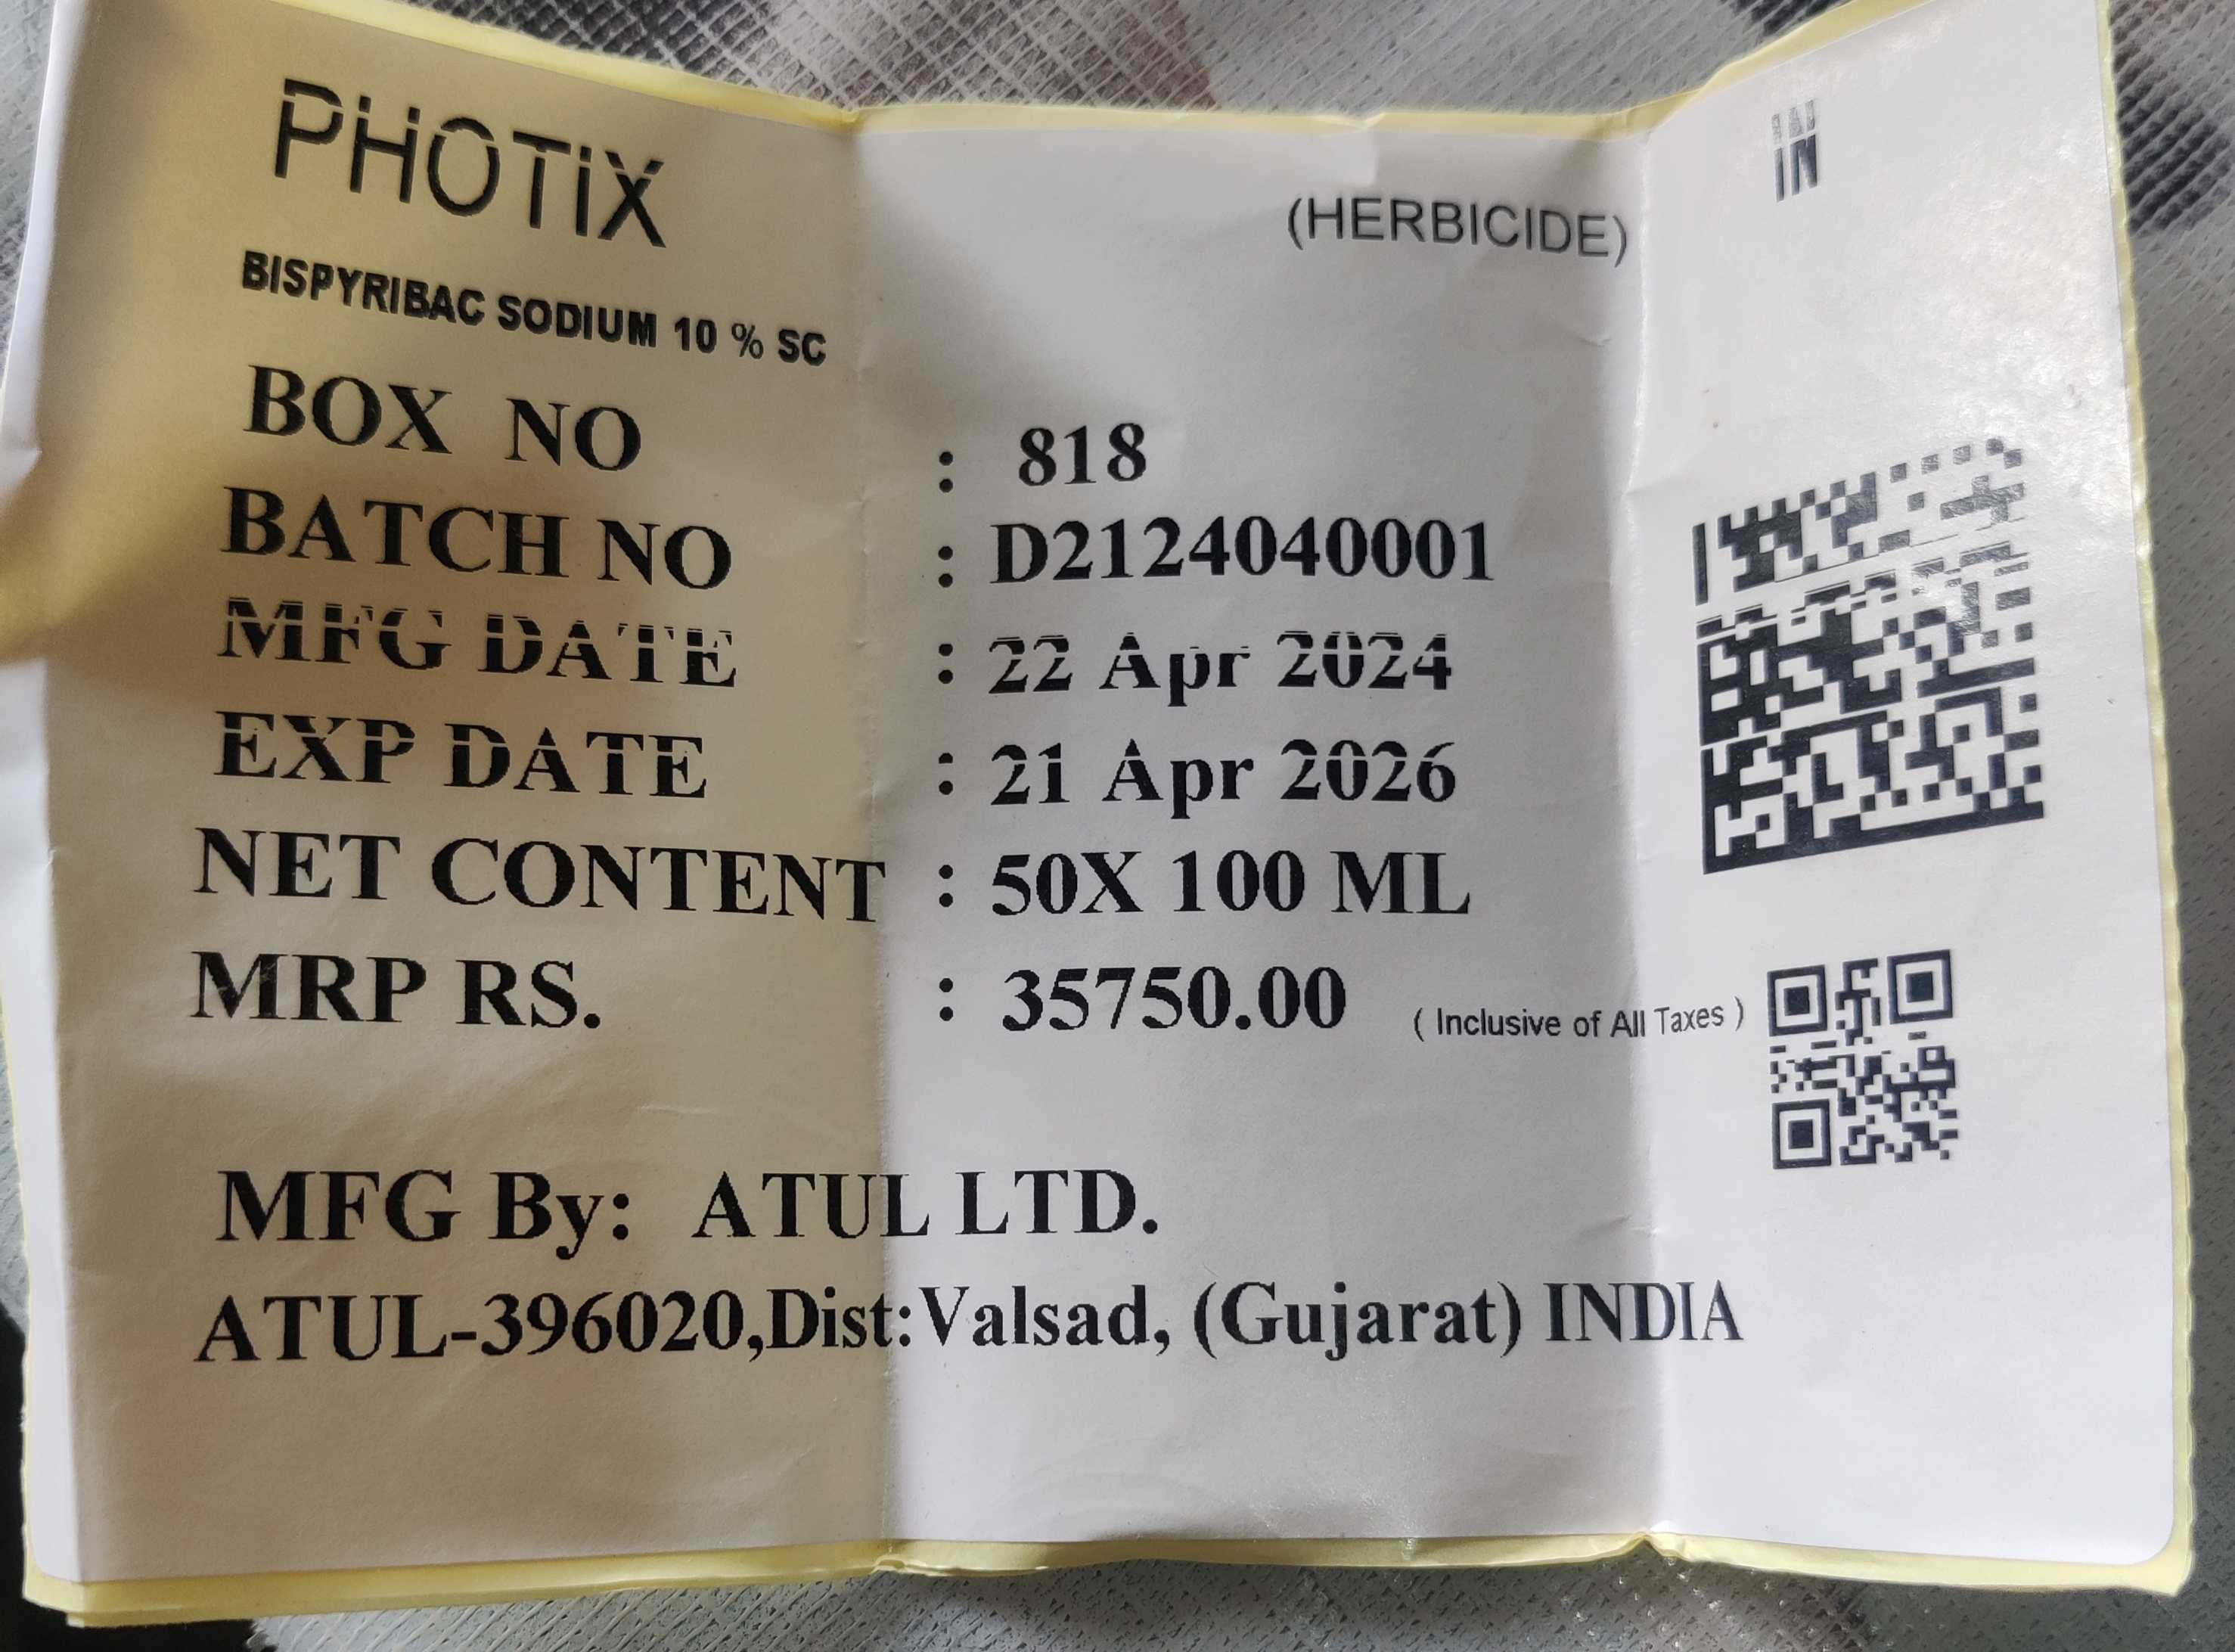 PHOTiX
(HERBICIDE)
IN
BISPYRIBAC SODIUM 10 % SC
BOX NO : 818
BATCH NO : D2124040001
MFG DATE : 22 Apr 2024
EXP DATE : 21 Apr 2026
NET CONTENT : 50X 100 ML
MRP RS. : 35750.00 ( Inclusive of All Taxes )
MFG By: ATUL LTD.
ATUL-396020,Dist:Valsad, (Gujarat) INDIA